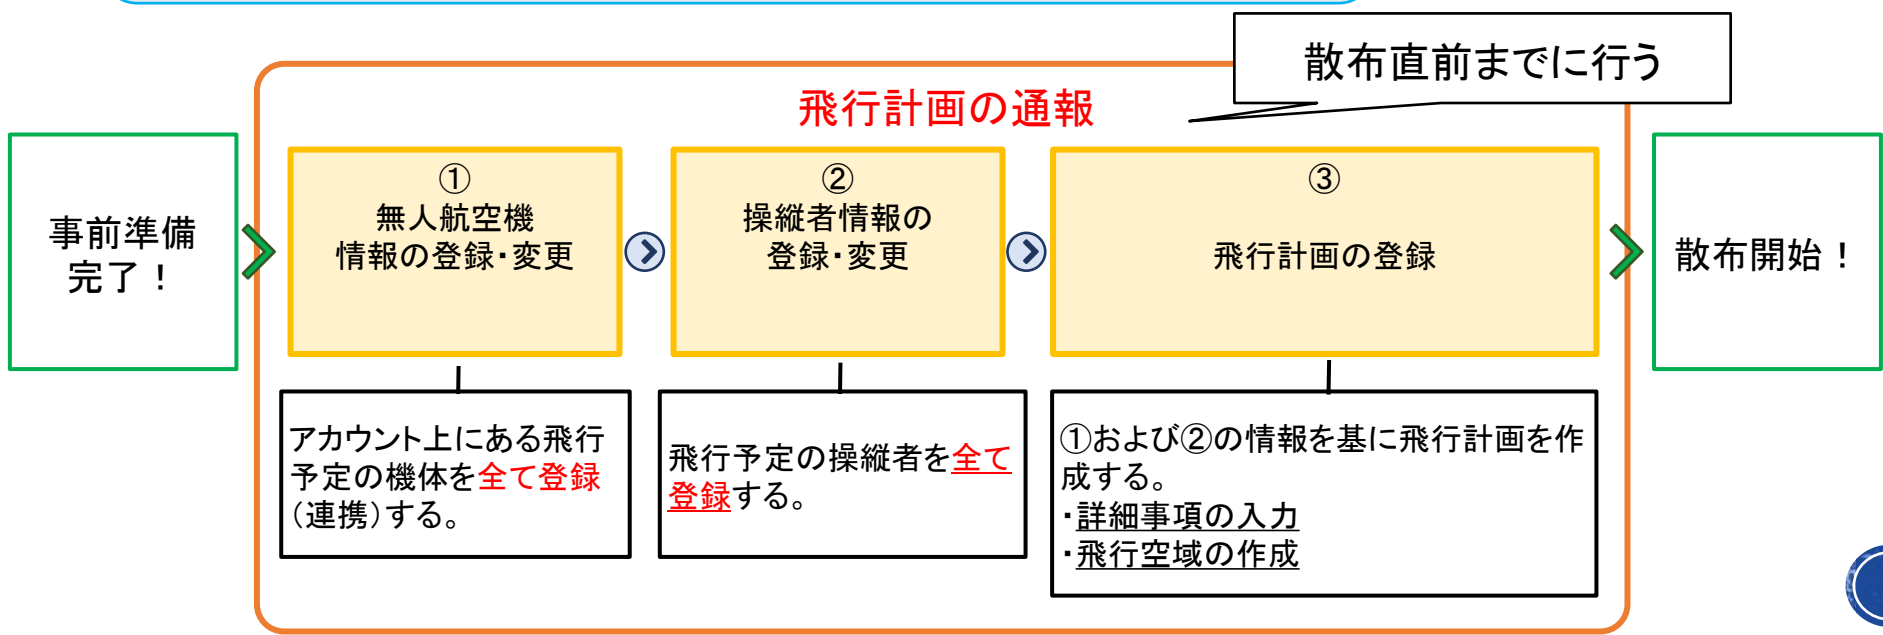 散布直前までに行う
飛行計画の通報
事前準備
完了！
①
無人航空機
情報の登録・変更
②
操縦者情報の
登録・変更
③
飛行計画の登録
散布開始！
アカウント上にある飛行
予定の機体を全て登録
（連携）する。
飛行予定の操縦者を全て
登録する。
①および②の情報を基に飛行計画を作
成する。
・詳細事項の入力
・飛行空域の作成